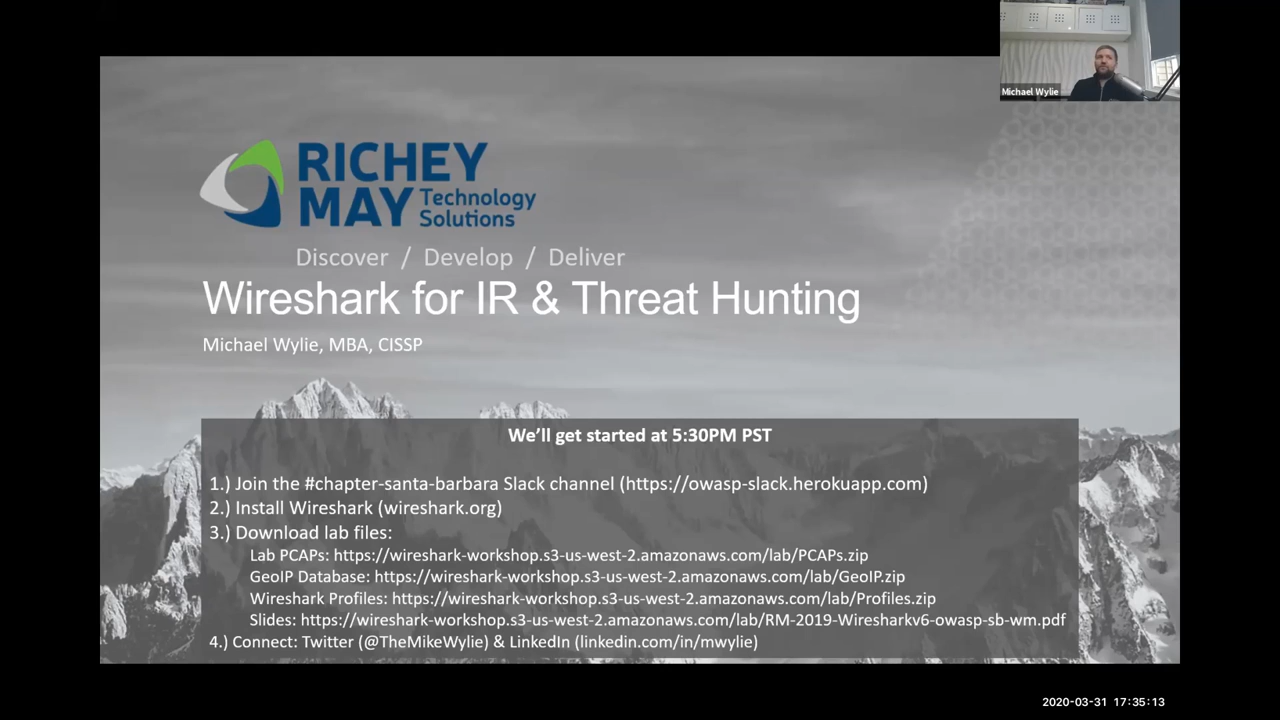 Michael Wylie
RICHEY
MAY Technology
Solutions
Discover / Develop / Deliver
Wireshark for IR & Threat Hunting
Michael Wylie, MBA, CISSP
We'll get started at 5:30PM PST
1.) Join the #chapter-santa-barbara Slack channel (https://owasp-slack.herokuapp.com)
2.) Install Wireshark (wireshark.org)
3.) Download lab files:
Lab PCAPs: https://wireshark-workshop.s3-us-west-2.amazonaws.com/lab/PCAPs.zip
GeoIP Database: https://wireshark-workshop.s3-us-west-2.amazonaws.com/lab/GeoIP.zip
Wireshark Profiles: https://wireshark-workshop.s3-us-west-2.amazonaws.com/lab/Profiles.zip
Slides: https://wireshark-workshop.s3-us-west-2.amazonaws.com/lab/RM-2019-Wiresharkv6-owasp-sb-wm.pdf
4.) Connect: Twitter (@TheMikeWylie) & LinkedIn (linkedin.com/in/mwylie)
2020-03-31 17:35:13